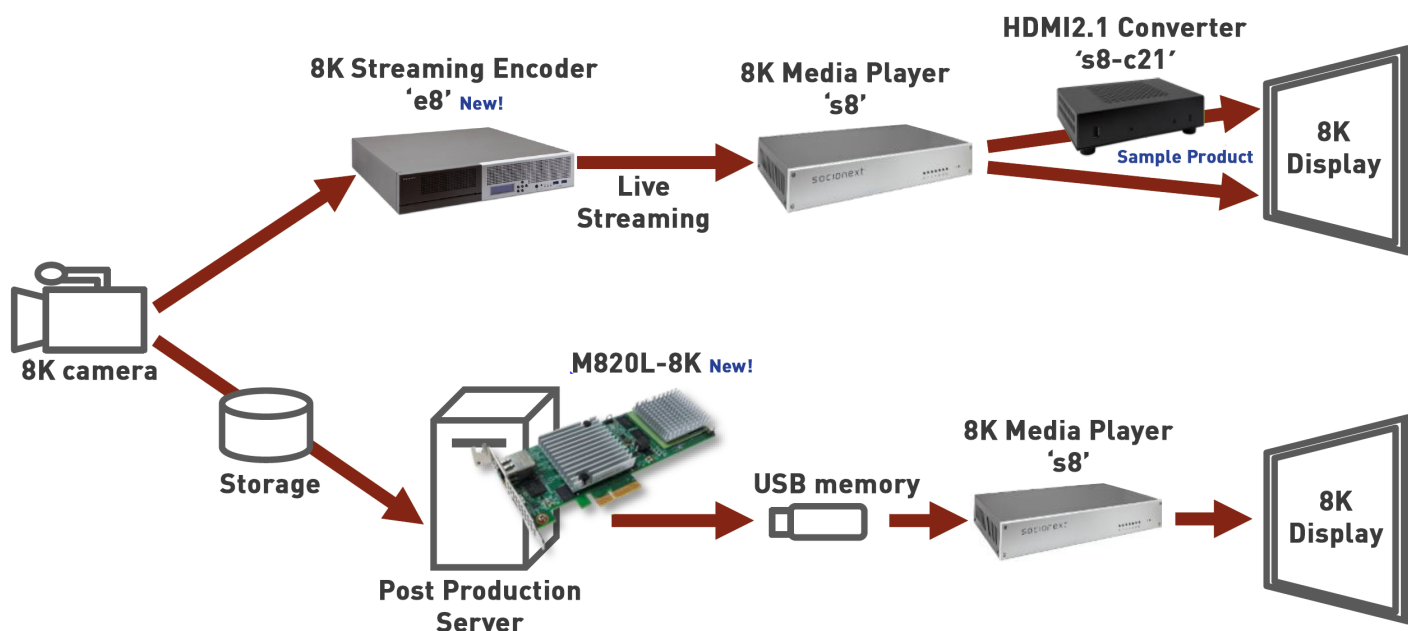 8K Streaming Encoder
‘e8’ New!
8K Media Player
‘s8’
HDMI2.1 Converter
‘s8-c21’
Sample Product
8K
Display
socionext
Live
Streaming
8K camera
Storage
M820L-8K New!
Post Production
Server
USB memory
8K Media Player
‘s8’
socionext
8K
Display